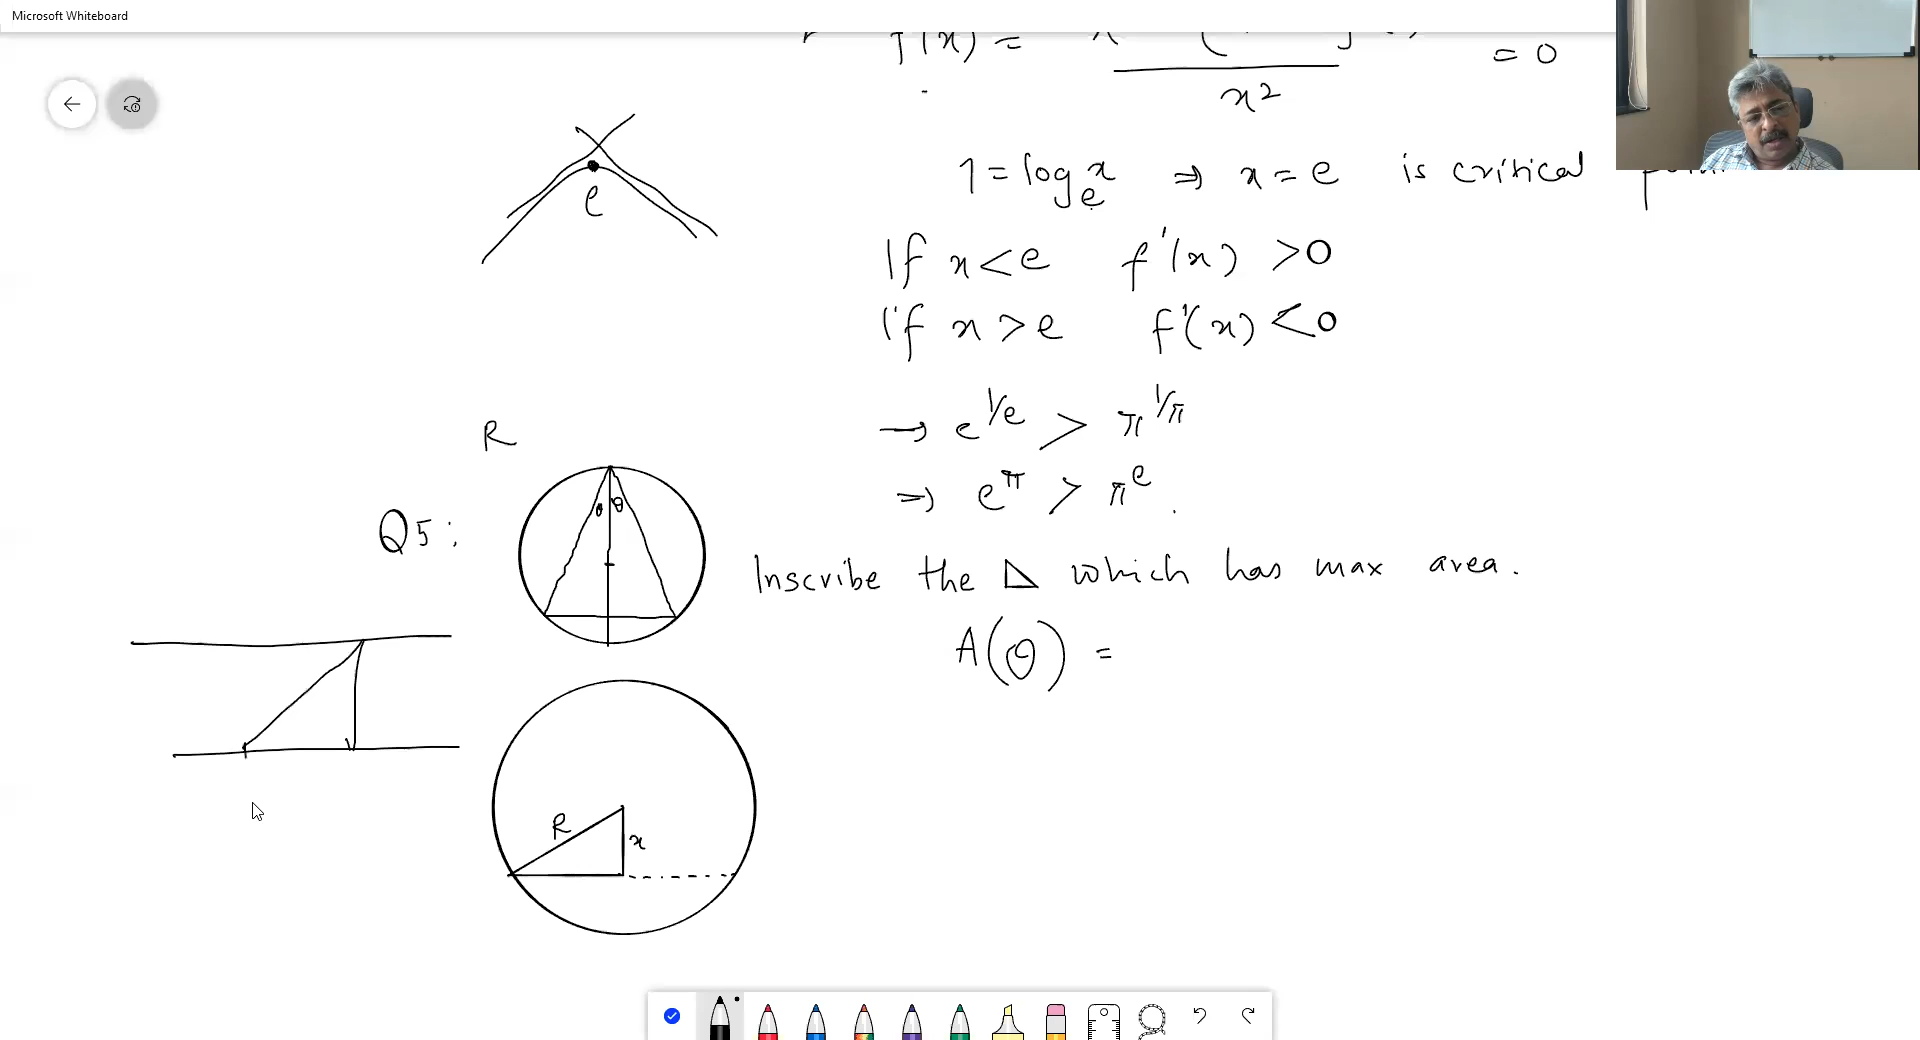 Microsoft Whiteboard
= 0
x2
1 = log e x ⇒ x = e is critical
e
If x < e f'(x) > 0
If x > e f'(x) < 0
→ e^1/e > π^1/π
R
⇒ e^π > π^e.
θ θ
Q5:
Inscribe the △ which has max area.
A(θ) =
R x